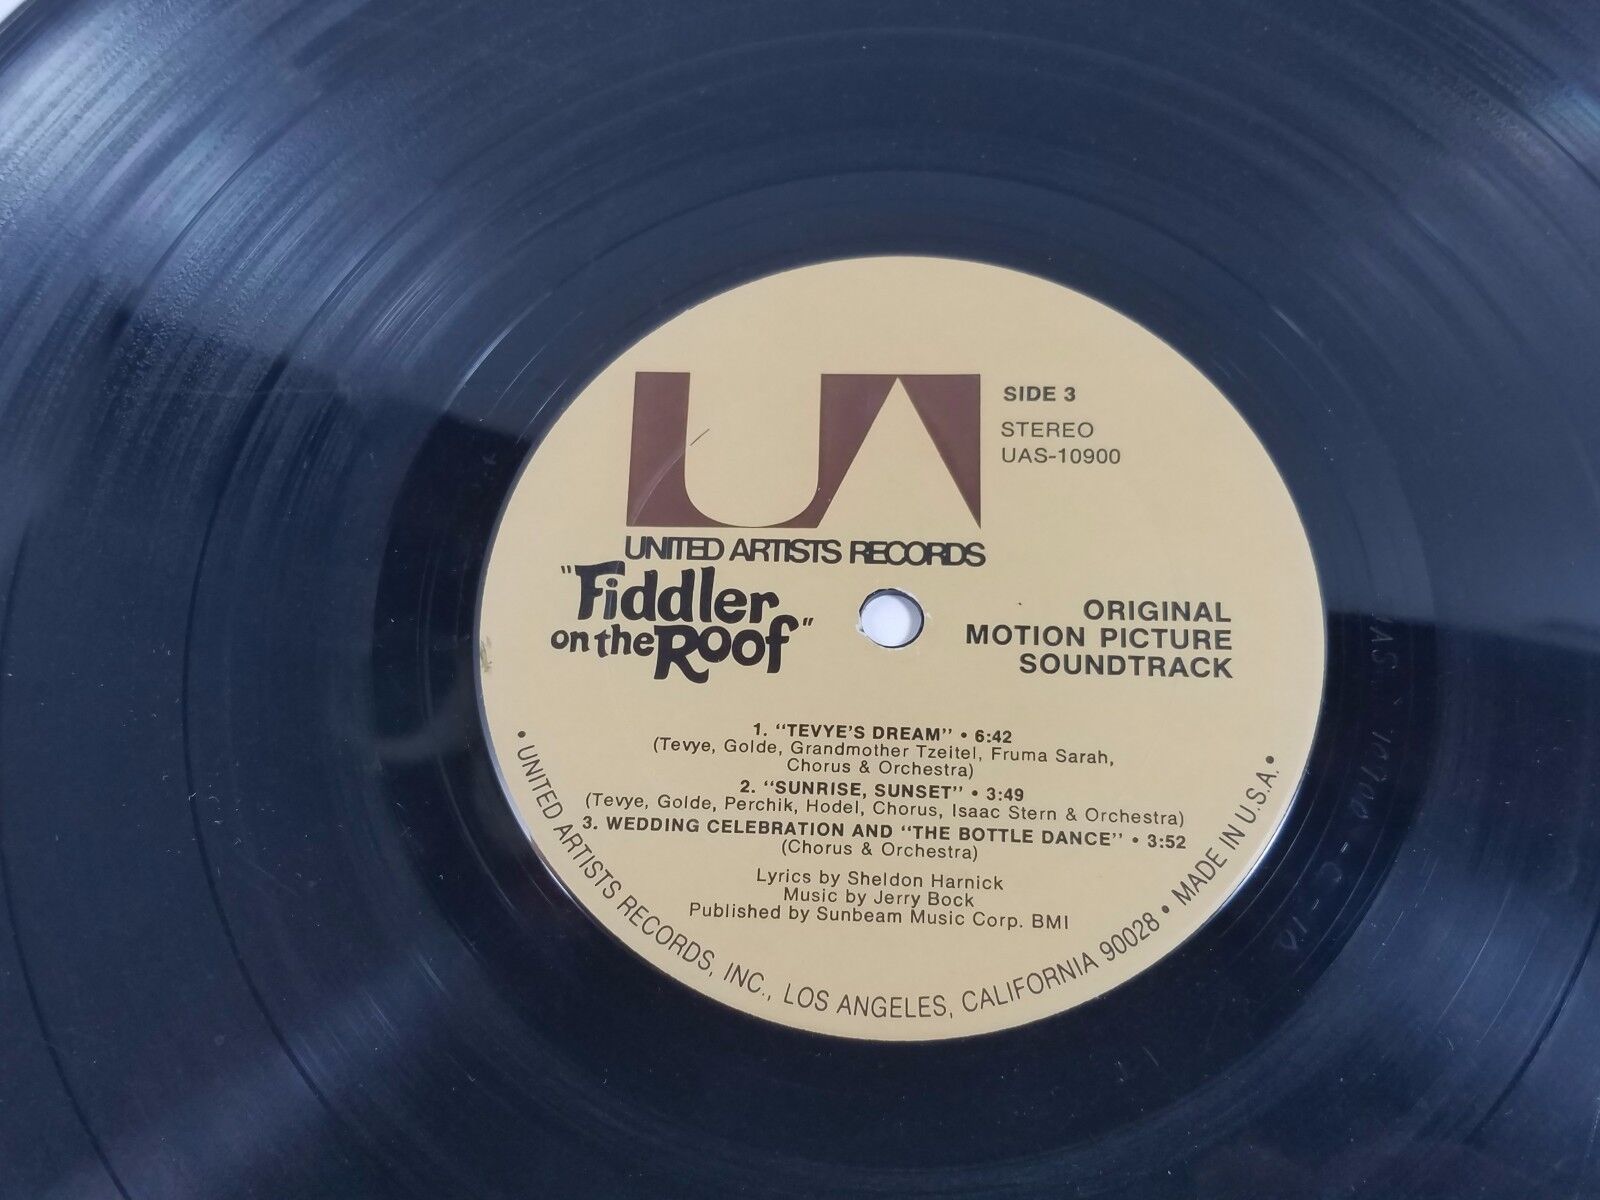 UA
SIDE 3
STEREO
UAS-10900
UNITED ARTISTS RECORDS
"Fiddler
on the Roof"
ORIGINAL
MOTION PICTURE
SOUNDTRACK
1. "TEVYE'S DREAM" • 6:42
(Tevye, Golde, Grandmother Tzeitel, Fruma Sarah,
Chorus & Orchestra)
2. "SUNRISE, SUNSET" • 3:49
(Tevye, Golde, Perchik, Hodel, Chorus, Isaac Stern & Orchestra)
3. WEDDING CELEBRATION AND "THE BOTTLE DANCE" • 3:52
(Chorus & Orchestra)
Lyrics by Sheldon Harnick
Music by Jerry Bock
Published by Sunbeam Music Corp. BMI
• UNITED ARTISTS RECORDS, INC., LOS ANGELES, CALIFORNIA 90028 • MADE IN U.S.A. •